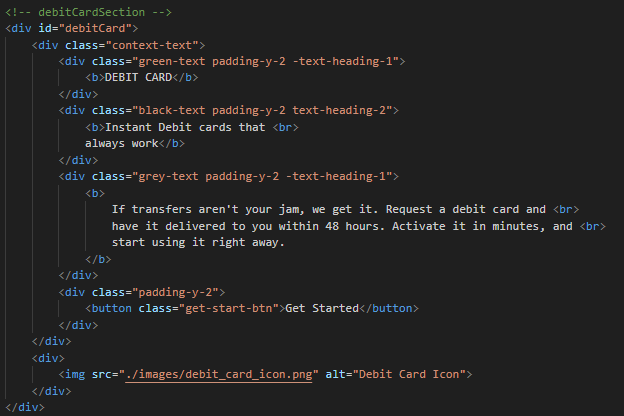 <!-- debitCardSection -->
<div id="debitCard">
<div class="context-text">
<div class="green-text padding-y-2 -text-heading-1">
<b>DEBIT CARD</b>
</div>
<div class="black-text padding-y-2 text-heading-2">
<b>Instant Debit cards that <br>
always work</b>
</div>
<div class="grey-text padding-y-2 -text-heading-1">
<b>
If transfers aren't your jam, we get it. Request a debit card and <br>
have it delivered to you within 48 hours. Activate it in minutes, and <br>
start using it right away.
</b>
</div>
<div class="padding-y-2">
<button class="get-start-btn">Get Started</button>
</div>
</div>
<div>
<img src="./images/debit_card_icon.png" alt="Debit Card Icon">
</div>
</div>